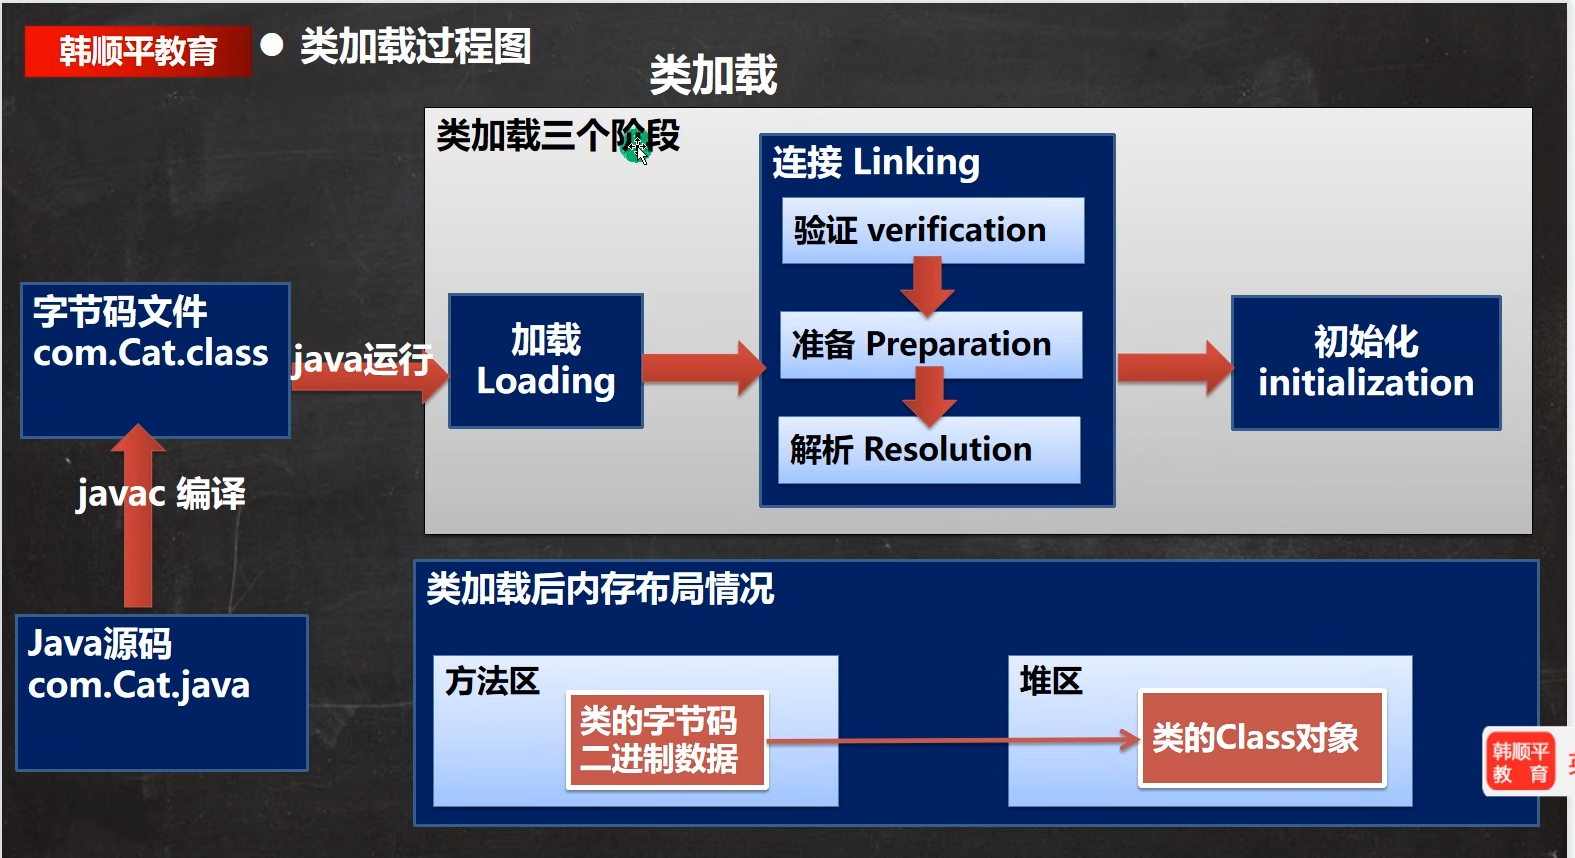 韩顺平教育
● 类加载过程图
类加载
类加载三个阶段
连接 Linking
验证 verification
准备 Preparation
解析 Resolution
加载
Loading
初始化
initialization
字节码文件
com.Cat.class
java运行
javac 编译
Java源码
com.Cat.java
类加载后内存布局情况
方法区
类的字节码
二进制数据
堆区
类的Class对象
韩顺平
教 育